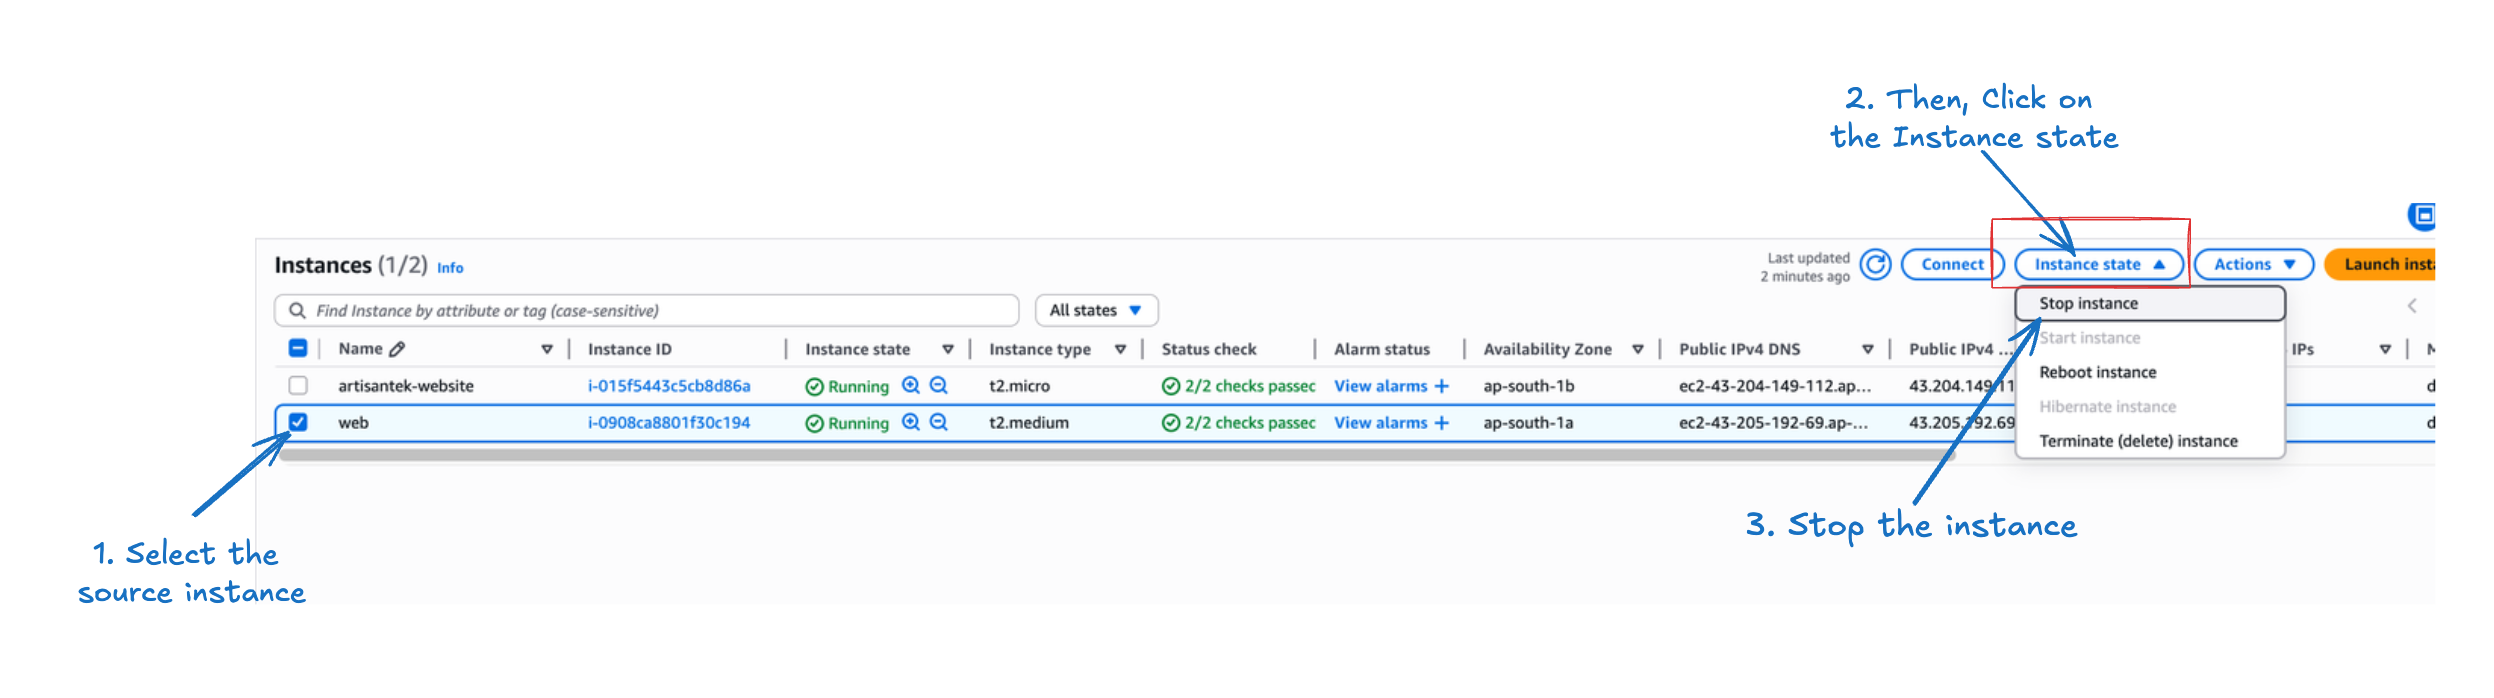 2. Then, Click on
the Instance state
Instances (1/2) Info
Last updated
2 minutes ago
Connect
Instance state
Actions
Launch
Find Instance by attribute or tag (case-sensitive)
All states
Stop instance
Start instance
Reboot instance
Hibernate instance
Terminate (delete) instance
Name Instance ID Instance state Instance type Status check Alarm status Availability Zone Public IPv4 DNS Public IPv4 ... IPs
artisantek-website i-015f5443c5cb8d86a Running t2.micro 2/2 checks passec View alarms + ap-south-1b ec2-43-204-149-112.ap... 43.204.149.11 d
web i-0908ca8801f30c194 Running t2.medium 2/2 checks passec View alarms + ap-south-1a ec2-43-205-192-69.ap-... 43.205.192.69 d
3. Stop the instance
1. Select the
source instance